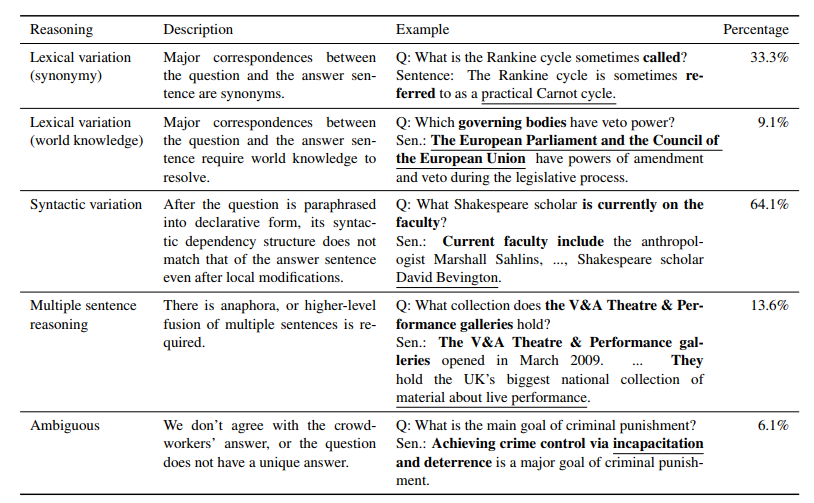 Reasoning Description Example Percentage
Lexical variation (synonymy) Major correspondences between the question and the answer sentence are synonyms. Q: What is the Rankine cycle sometimes called? 33.3%
Sentence: The Rankine cycle is sometimes referred to as a practical Carnot cycle.
Lexical variation (world knowledge) Major correspondences between the question and the answer sentence require world knowledge to resolve. Q: Which governing bodies have veto power? 9.1%
Sen.: The European Parliament and the Council of the European Union have powers of amendment and veto during the legislative process.
Syntactic variation After the question is paraphrased into declarative form, its syntactic dependency structure does not match that of the answer sentence even after local modifications. Q: What Shakespeare scholar is currently on the faculty? 64.1%
Sen.: Current faculty include the anthropologist Marshall Sahlins, ..., Shakespeare scholar David Bevington.
Multiple sentence reasoning There is anaphora, or higher-level fusion of multiple sentences is required. Q: What collection does the V&A Theatre & Performance galleries hold? 13.6%
Sen.: The V&A Theatre & Performance galleries opened in March 2009. ... They hold the UK's biggest national collection of material about live performance.
Ambiguous We don't agree with the crowdworkers' answer, or the question does not have a unique answer. Q: What is the main goal of criminal punishment? 6.1%
Sen.: Achieving crime control via incapacitation and deterrence is a major goal of criminal punishment.